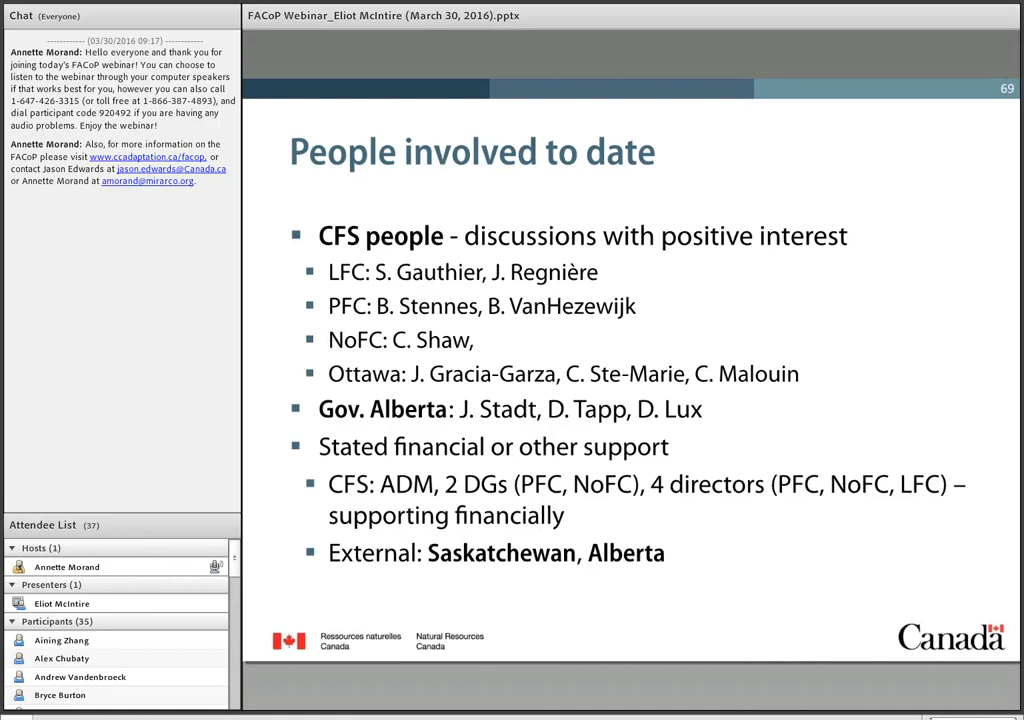 Chat (Everyone)
------------ (03/30/2016 09:17) ------------
Annette Morand: Hello everyone and thank you for
joining today's FACoP webinar! You can choose to
listen to the webinar through your computer speakers
if that works best for you, however you can also call
1-647-426-3315 (or toll free at 1-866-387-4893), and
dial participant code 920492 if you are having any
audio problems. Enjoy the webinar!
Annette Morand: Also, for more information on the
FACoP please visit www.ccadaptation.ca/facop, or
contact Jason Edwards at jason.edwards@Canada.ca
or Annette Morand at amorand@mirarco.org.
Attendee List (37)
Hosts (1)
Annette Morand
Presenters (1)
Eliot McIntire
Participants (35)
Aining Zhang
Alex Chubaty
Andrew Vandenbroeck
Bryce Burton
FACoP Webinar_Eliot McIntire (March 30, 2016).pptx
69
People involved to date
▪ CFS people - discussions with positive interest
▪ LFC: S. Gauthier, J. Regnière
▪ PFC: B. Stennes, B. VanHezewijk
▪ NoFC: C. Shaw,
▪ Ottawa: J. Gracia-Garza, C. Ste-Marie, C. Malouin
▪ Gov. Alberta: J. Stadt, D. Tapp, D. Lux
▪ Stated financial or other support
▪ CFS: ADM, 2 DGs (PFC, NoFC), 4 directors (PFC, NoFC, LFC) –
supporting financially
▪ External: Saskatchewan, Alberta
Ressources naturelles Canada
Natural Resources Canada
Canada